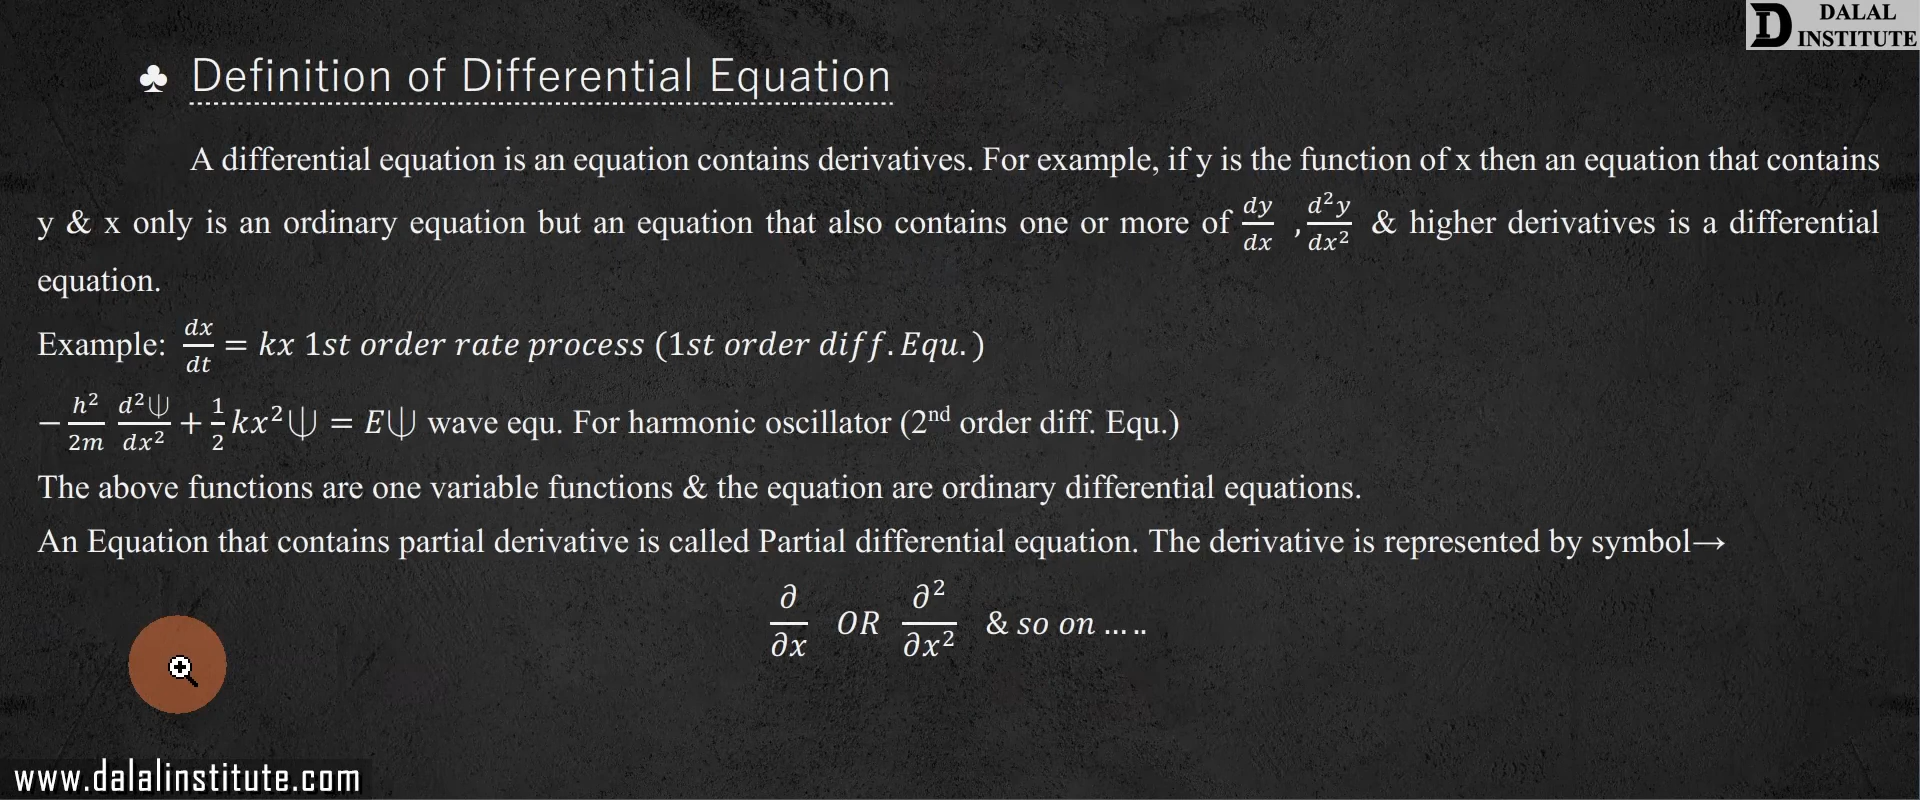 DALAL
INSTITUTE
♣ Definition of Differential Equation
A differential equation is an equation contains derivatives. For example, if y is the function of x then an equation that contains
y & x only is an ordinary equation but an equation that also contains one or more of dy/dx , d²y/dx² & higher derivatives is a differential
equation.
Example: dx/dt = kx 1st order rate process (1st order diff. Equ.)
− h²/2m d²ψ/dx² + 1/2 kx²ψ = Eψ wave equ. For harmonic oscillator (2nd order diff. Equ.)
The above functions are one variable functions & the equation are ordinary differential equations.
An Equation that contains partial derivative is called Partial differential equation. The derivative is represented by symbol→
∂/∂x OR ∂²/∂x² & so on .....
www.dalalinstitute.com